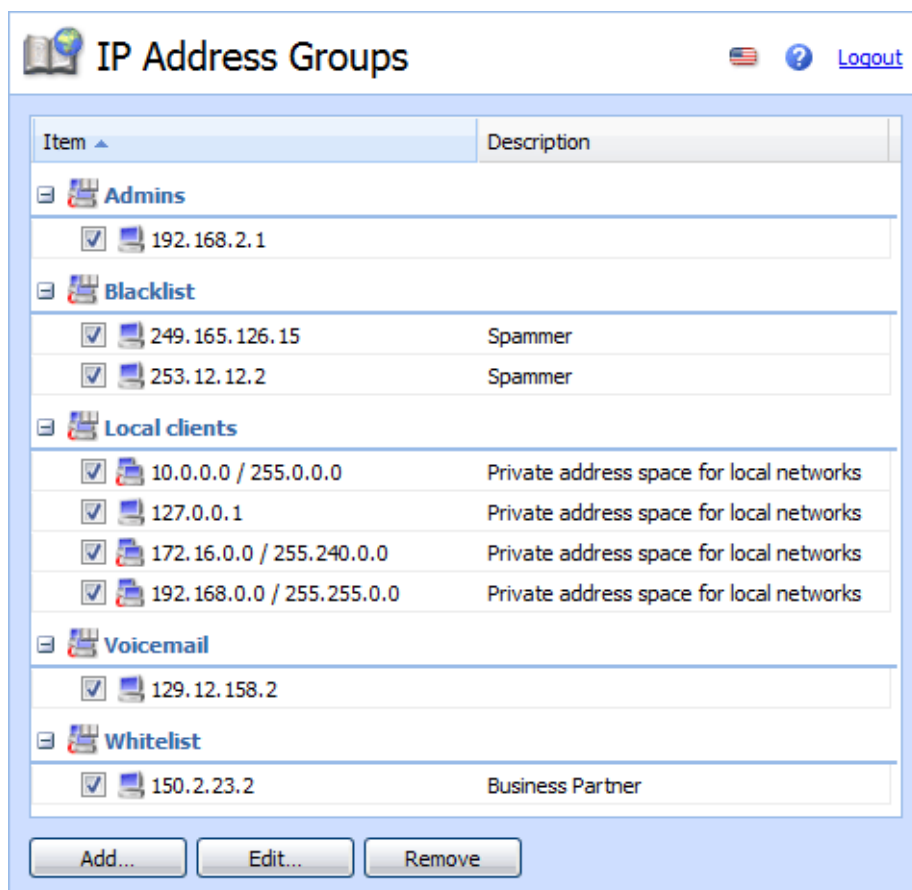 IP Address Groups
Logout
Item Description
Admins
192.168.2.1
Blacklist
249.165.126.15 Spammer
253.12.12.2 Spammer
Local clients
10.0.0.0 / 255.0.0.0 Private address space for local networks
127.0.0.1 Private address space for local networks
172.16.0.0 / 255.240.0.0 Private address space for local networks
192.168.0.0 / 255.255.0.0 Private address space for local networks
Voicemail
129.12.158.2
Whitelist
150.2.23.2 Business Partner
Add... Edit... Remove